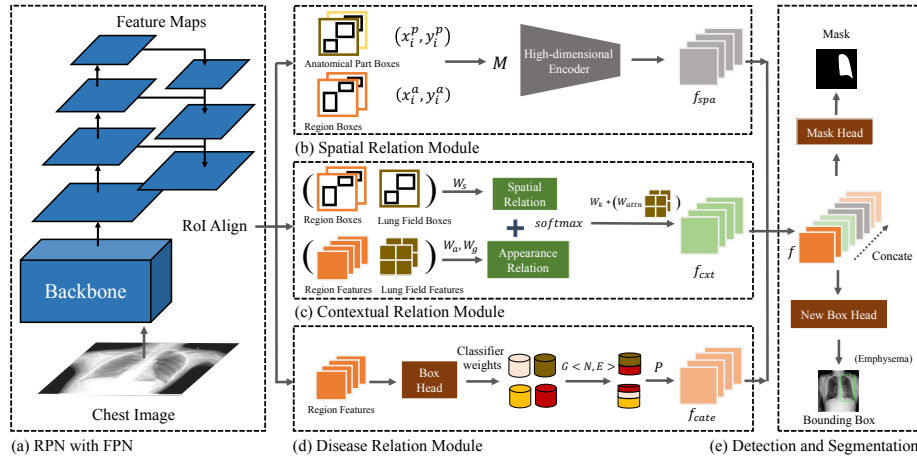 Feature Maps
Backbone
Chest Image
(a) RPN with FPN
RoI Align
Anatomical Part Boxes
Region Boxes
(x_i^p, y_i^p)
(x_i^a, y_i^a)
M
High-dimensional
Encoder
f_spa
(b) Spatial Relation Module
( Region Boxes Lung Field Boxes )
W_s
Spatial
Relation
+ softmax
W_k * (W_attn )
( Region Features Lung Field Features )
W_a, W_g
Appearance
Relation
f_cxt
(c) Contextual Relation Module
Region Features
Box
Head
Classifier
weights
G < N, E >
P
f_cate
(d) Disease Relation Module
Mask
Mask Head
f
Concate
New Box Head
(Emphysema)
Bounding Box
(e) Detection and Segmentation